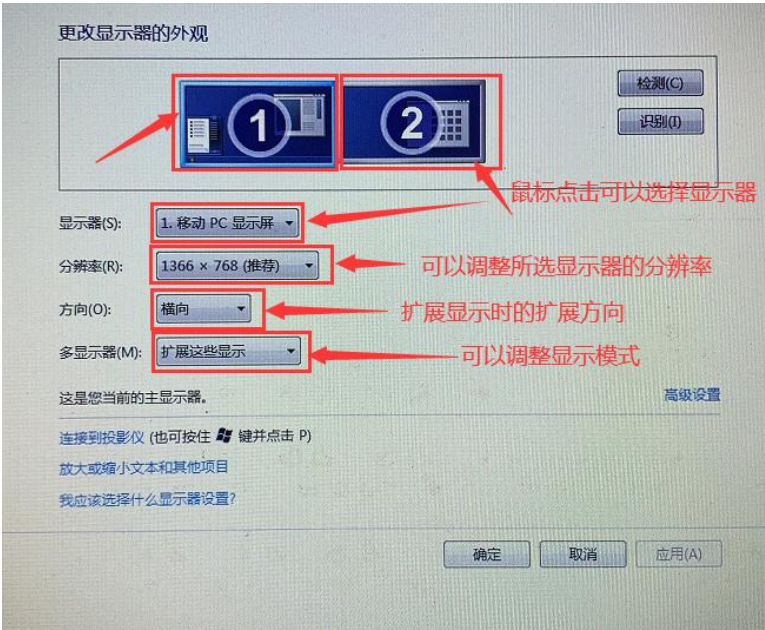 更改显示器的外观
1
2
检测(C)
识别(I)
鼠标点击可以选择显示器
显示器(S):
1. 移动 PC 显示屏
分辨率(R):
1366 × 768 (推荐)
可以调整所选显示器的分辨率
方向(O):
横向
扩展显示时的扩展方向
多显示器(M):
扩展这些显示
可以调整显示模式
这是您当前的主显示器。
高级设置
连接到投影仪 (也可按住 键并点击 P)
放大或缩小文本和其他项目
我应该选择什么显示器设置?
确定
取消
应用(A)